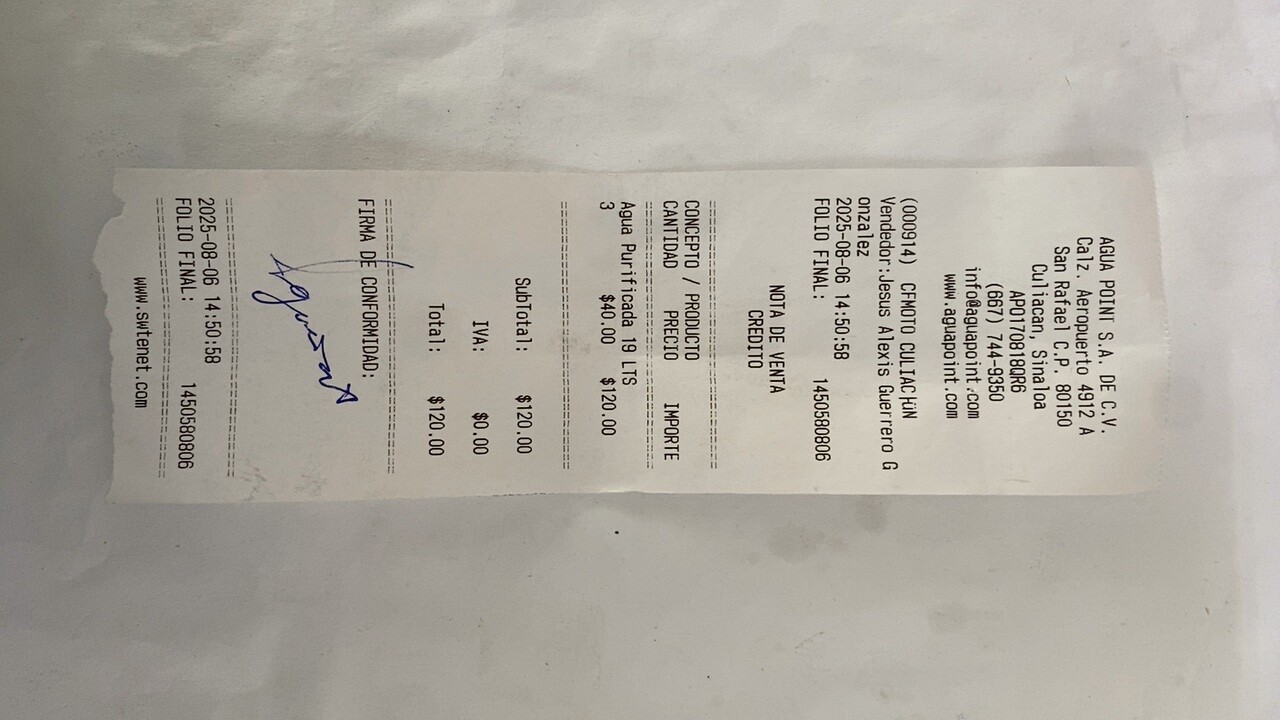 AGUA POINT S.A. DE C.V.
Calz. Aeropuerto 4912 A
San Rafael C.P. 80150
Culiacan, Sinaloa
APO170818QR6
(667) 744-9350
info@aguapoint.com
www.aguapoint.com
(000914) CFMOTO CULIACHiN
Vendedor:Jesus Alexis Guerrero G
onzalez
2025-08-06 14:50:58
FOLIO FINAL: 1450580806
NOTA DE VENTA
CREDITO
CONCEPTO / PRODUCTO
CANTIDAD PRECIO IMPORTE
Agua Purificada 19 LTS
3 $40.00 $120.00
SubTotal: $120.00
IVA: $0.00
Total: $120.00
FIRMA DE CONFORMIDAD:
2025-08-06 14:50:58
FOLIO FINAL: 1450580806
www.swtenet.com